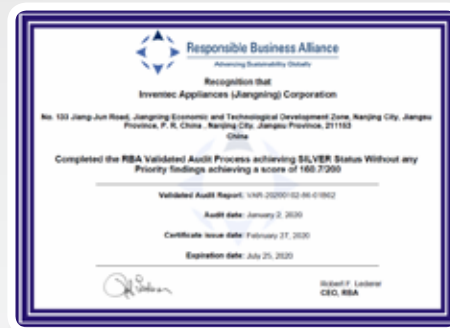 Responsible Business Alliance
Advancing Sustainability Globally
Recognition that
Inventec Appliances (Jiangning) Corporation
No. 133 Jiang-Jun Road, Jiangning Economic and Technological Development Zone, Nanjing City, Jiangsu
Province, P. R. China , Nanjing City, Jiangsu Province, 211153
China
Completed the RBA Validated Audit Process achieving SILVER Status Without any
Priority findings achieving a score of 160.7/200
Validated Audit Report:
Audit date: January 2, 2020
Certificate issue date: February 27, 2020
Expiration date: July 25, 2020
Robert F. Lederer
CEO, RBA